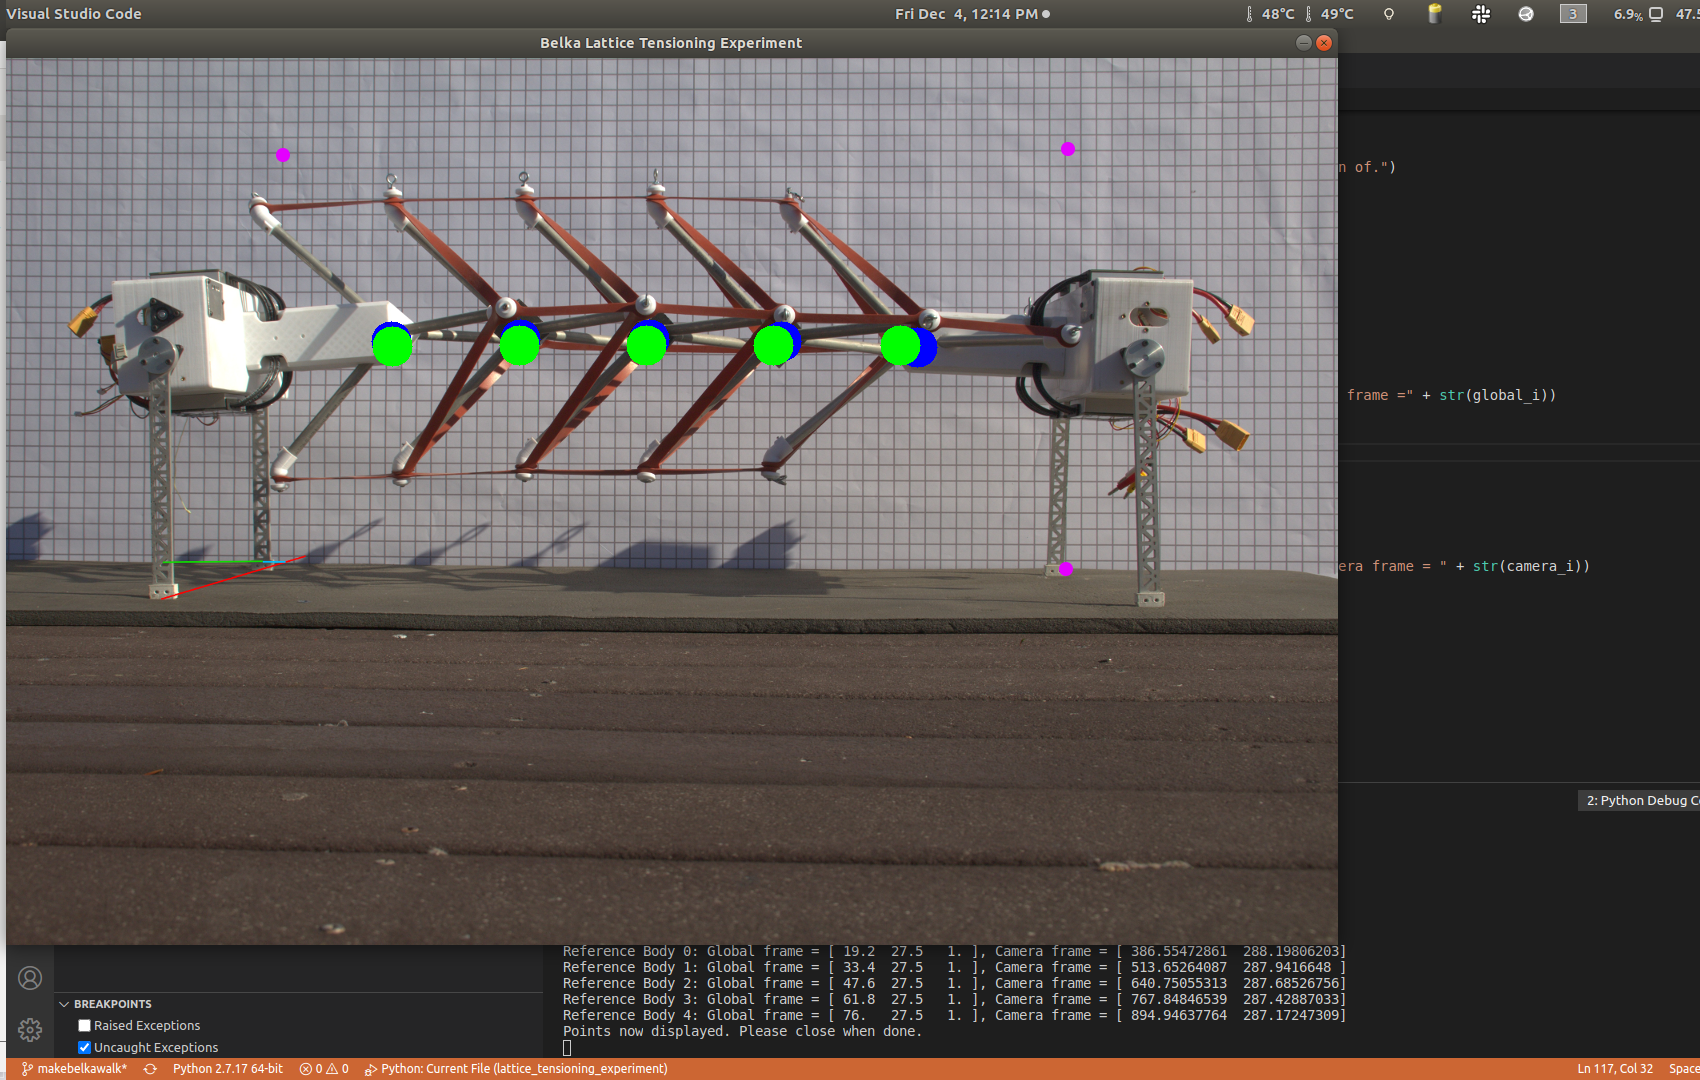 Visual Studio Code
Fri Dec 4, 12:14 PM
48°C 49°C 3 6.9% 47.5
Belka Lattice Tensioning Experiment
n of.")
frame =" + str(global_i))
era frame = " + str(camera_i))
2: Python Debug Co
Reference Body 0: Global frame = [ 19.2 27.5 1. ], Camera frame = [ 386.55472861 288.19806203]
Reference Body 1: Global frame = [ 33.4 27.5 1. ], Camera frame = [ 513.65264087 287.9416648 ]
Reference Body 2: Global frame = [ 47.6 27.5 1. ], Camera frame = [ 640.75055313 287.68526756]
Reference Body 3: Global frame = [ 61.8 27.5 1. ], Camera frame = [ 767.84846539 287.42887033]
Reference Body 4: Global frame = [ 76. 27.5 1. ], Camera frame = [ 894.94637764 287.17247309]
Points now displayed. Please close when done.
BREAKPOINTS
Raised Exceptions
Uncaught Exceptions
makebelkawalk* Python 2.7.17 64-bit 0 0 Python: Current File (lattice_tensioning_experiment) Ln 117, Col 32 Space